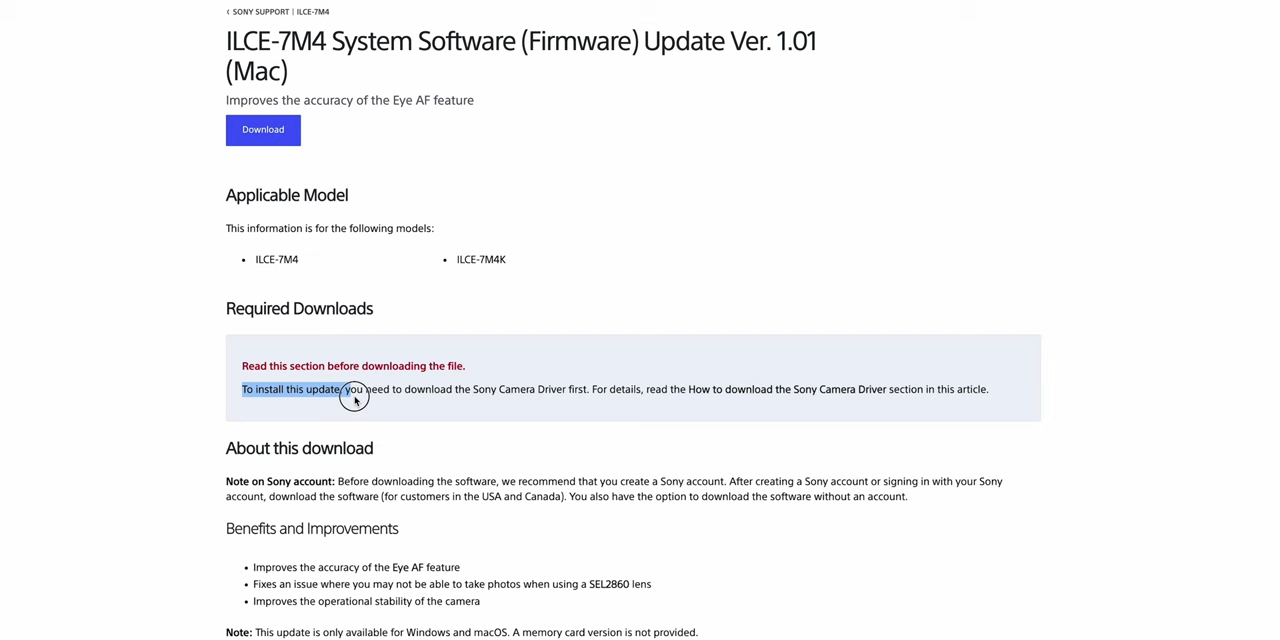 ‹ SONY SUPPORT | ILCE-7M4
ILCE-7M4 System Software (Firmware) Update Ver. 1.01
(Mac)
Improves the accuracy of the Eye AF feature
Download
Applicable Model
This information is for the following models:
• ILCE-7M4 • ILCE-7M4K
Required Downloads
Read this section before downloading the file.
To install this update, you need to download the Sony Camera Driver first. For details, read the How to download the Sony Camera Driver section in this article.
About this download
Note on Sony account: Before downloading the software, we recommend that you create a Sony account. After creating a Sony account or signing in with your Sony
account, download the software (for customers in the USA and Canada). You also have the option to download the software without an account.
Benefits and Improvements
• Improves the accuracy of the Eye AF feature
• Fixes an issue where you may not be able to take photos when using a SEL2860 lens
• Improves the operational stability of the camera
Note: This update is only available for Windows and macOS. A memory card version is not provided.